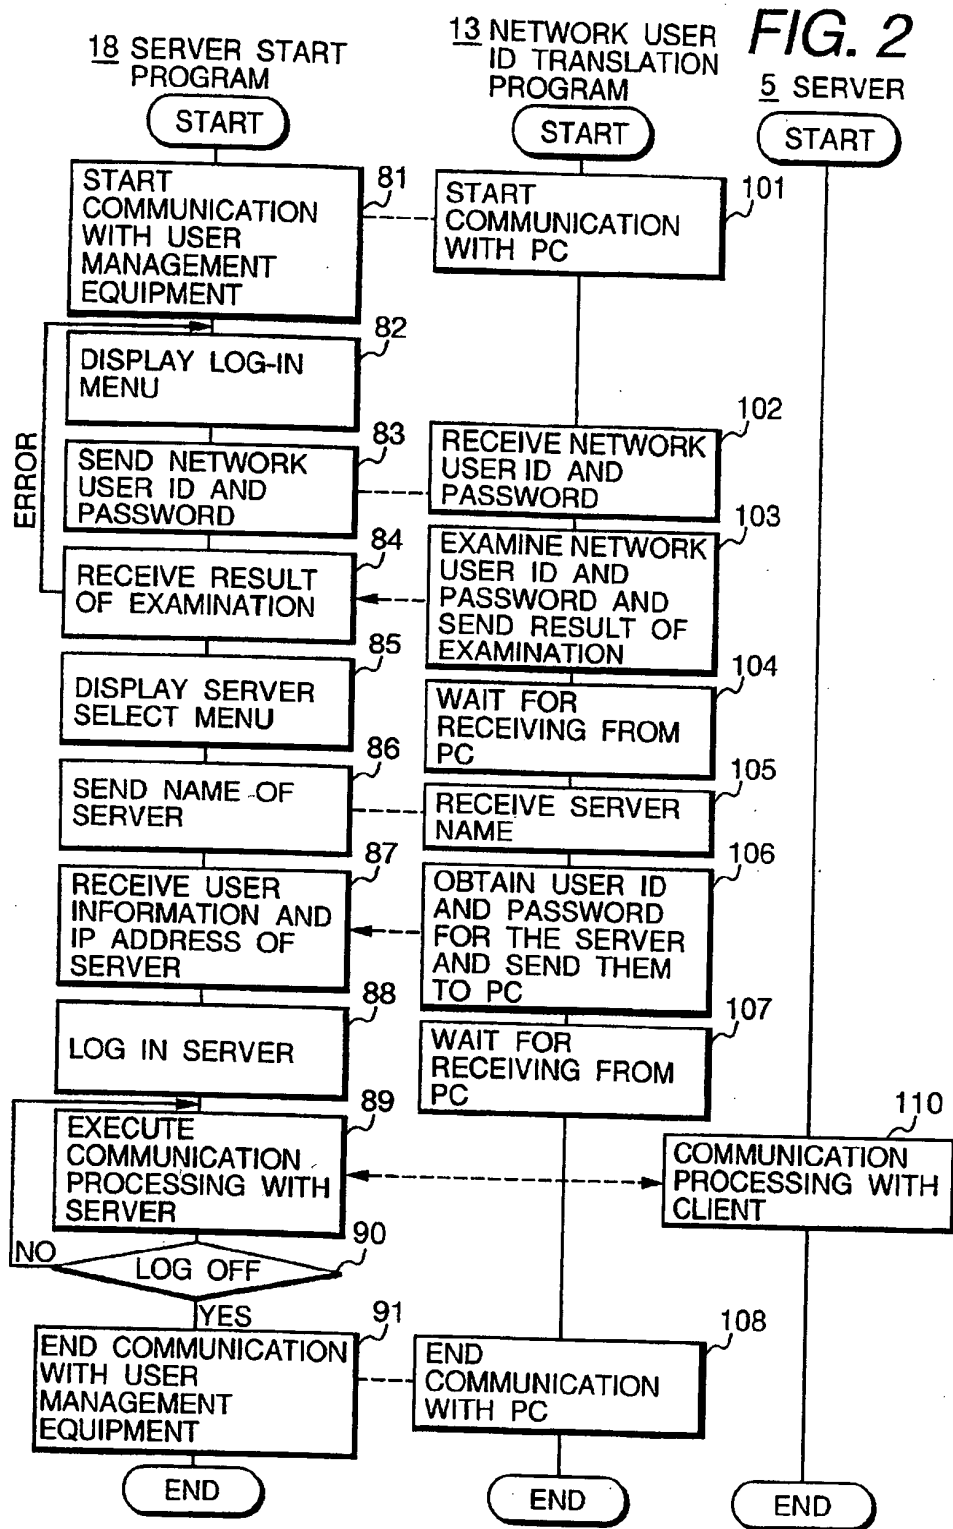 FIG. 2
18 SERVER START
PROGRAM
START
81
START
COMMUNICATION
WITH USER
MANAGEMENT
EQUIPMENT
82
DISPLAY LOG-IN
MENU
83
SEND NETWORK
USER ID AND
PASSWORD
ERROR
84
RECEIVE RESULT
OF EXAMINATION
85
DISPLAY SERVER
SELECT MENU
86
SEND NAME OF
SERVER
87
RECEIVE USER
INFORMATION AND
IP ADDRESS OF
SERVER
88
LOG IN SERVER
89
EXECUTE
COMMUNICATION
PROCESSING WITH
SERVER
90
NO
LOG OFF
YES
91
END COMMUNICATION
WITH USER
MANAGEMENT
EQUIPMENT
END
13 NETWORK USER
ID TRANSLATION
PROGRAM
START
101
START
COMMUNICATION
WITH PC
102
RECEIVE NETWORK
USER ID AND
PASSWORD
103
EXAMINE NETWORK
USER ID AND
PASSWORD AND
SEND RESULT OF
EXAMINATION
104
WAIT FOR
RECEIVING FROM
PC
105
RECEIVE SERVER
NAME
106
OBTAIN USER ID
AND PASSWORD
FOR THE SERVER
AND SEND THEM
TO PC
107
WAIT FOR
RECEIVING FROM
PC
108
END
COMMUNICATION
WITH PC
END
5 SERVER
START
110
COMMUNICATION
PROCESSING WITH
CLIENT
END